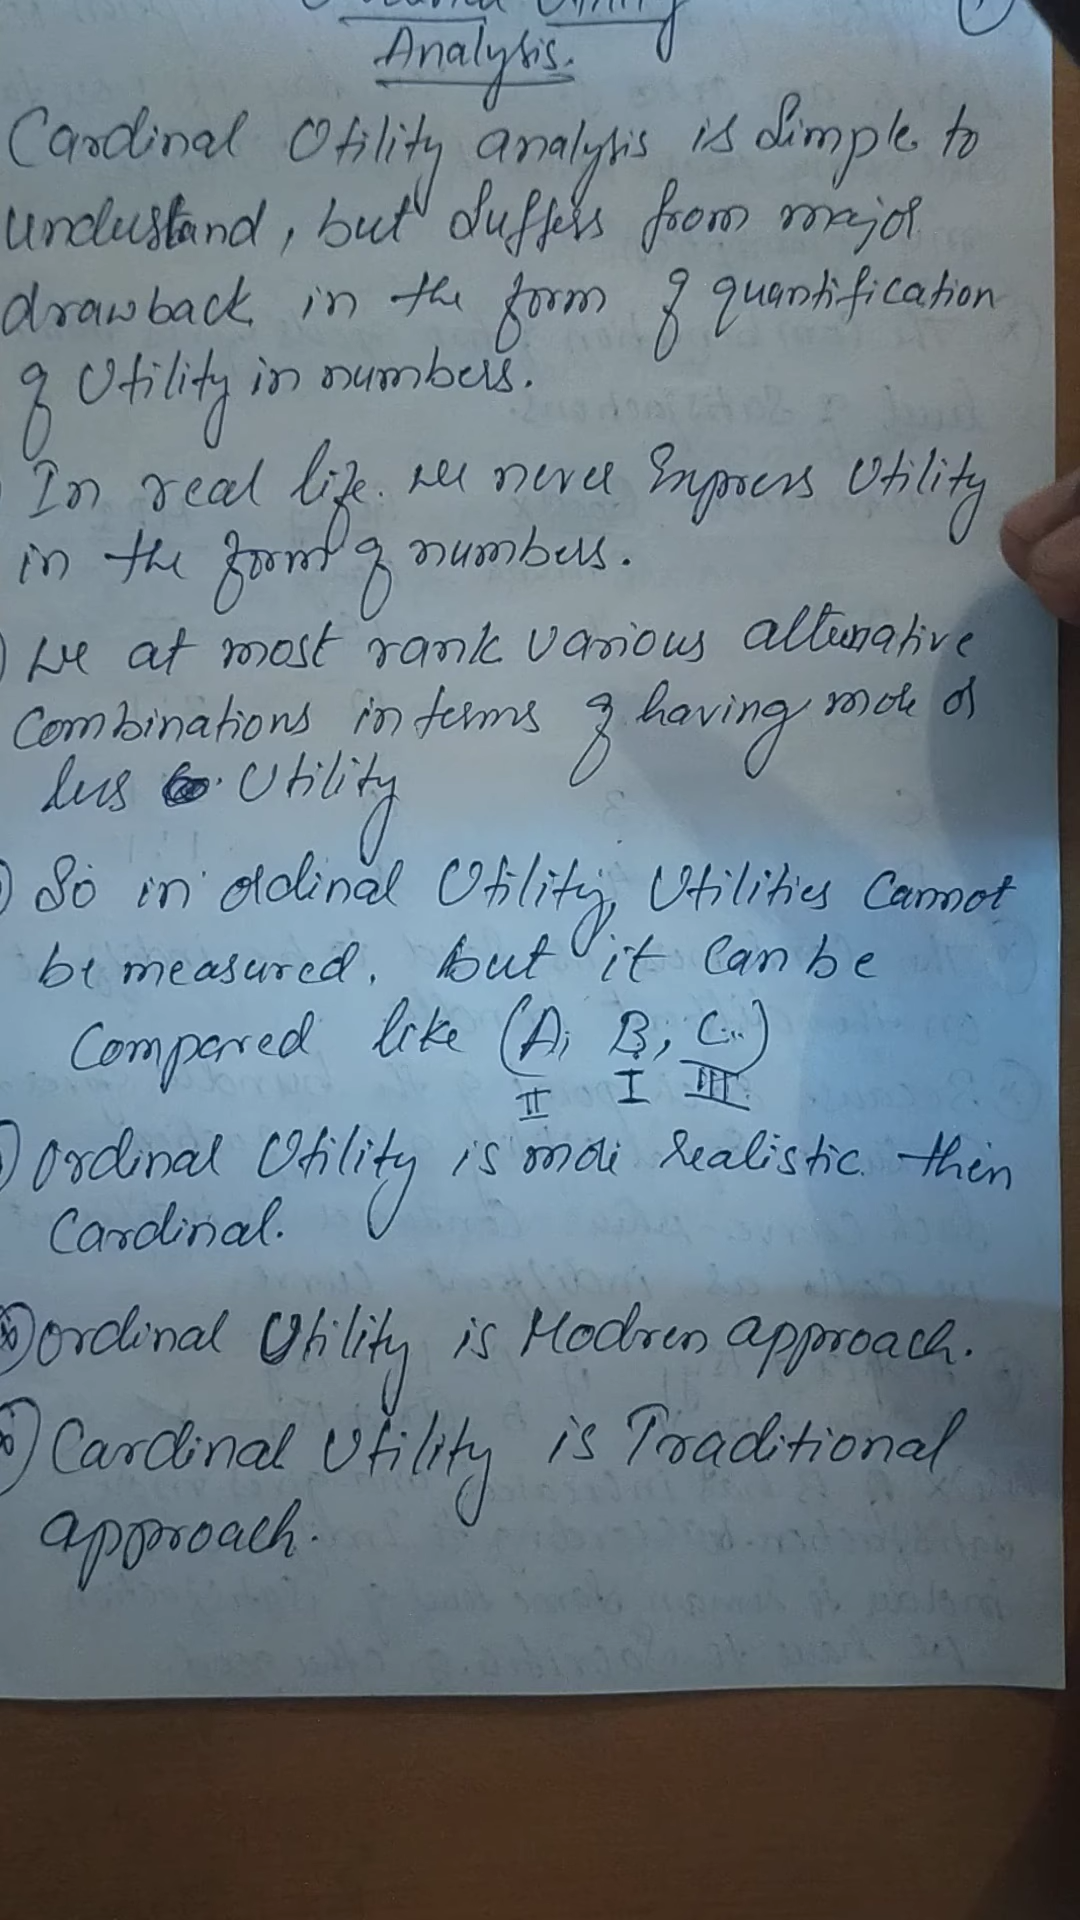 Utility
Analysis.
Cardinal Utility analysis is Simple to
understand, but Suffers from major
drawback in the form of quantification
of Utility in numbers.
In real life we never Express Utility
in the form of numbers.
we at most rank various alternative
Combinations in terms of having more or
less Utility
So in ordinal Utility, Utilities Cannot
be measured, but it Can be
Compared like (A, B, C..)
II I III
Ordinal Utility is more realistic then
Cardinal.
ordinal Utility is Modren approach.
Cardinal Utility is Traditional
approach.